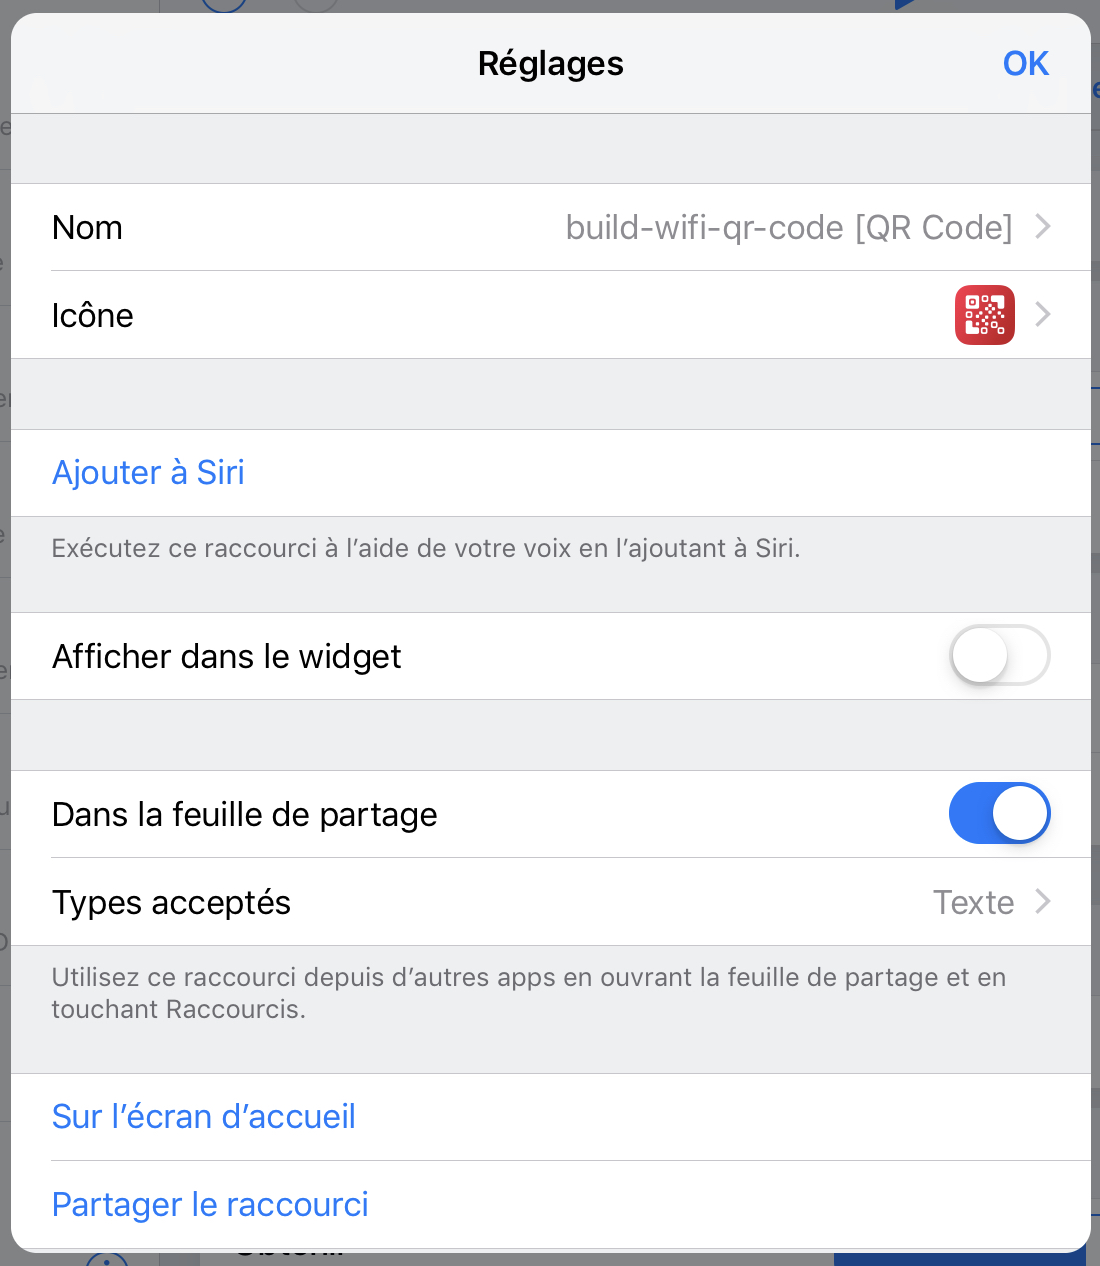 Réglages
OK
Nom
build-wifi-qr-code [QR Code]
Icône
Ajouter à Siri
Exécutez ce raccourci à l’aide de votre voix en l’ajoutant à Siri.
Afficher dans le widget
Dans la feuille de partage
Types acceptés
Texte
Utilisez ce raccourci depuis d’autres apps en ouvrant la feuille de partage et en
touchant Raccourcis.
Sur l’écran d’accueil
Partager le raccourci